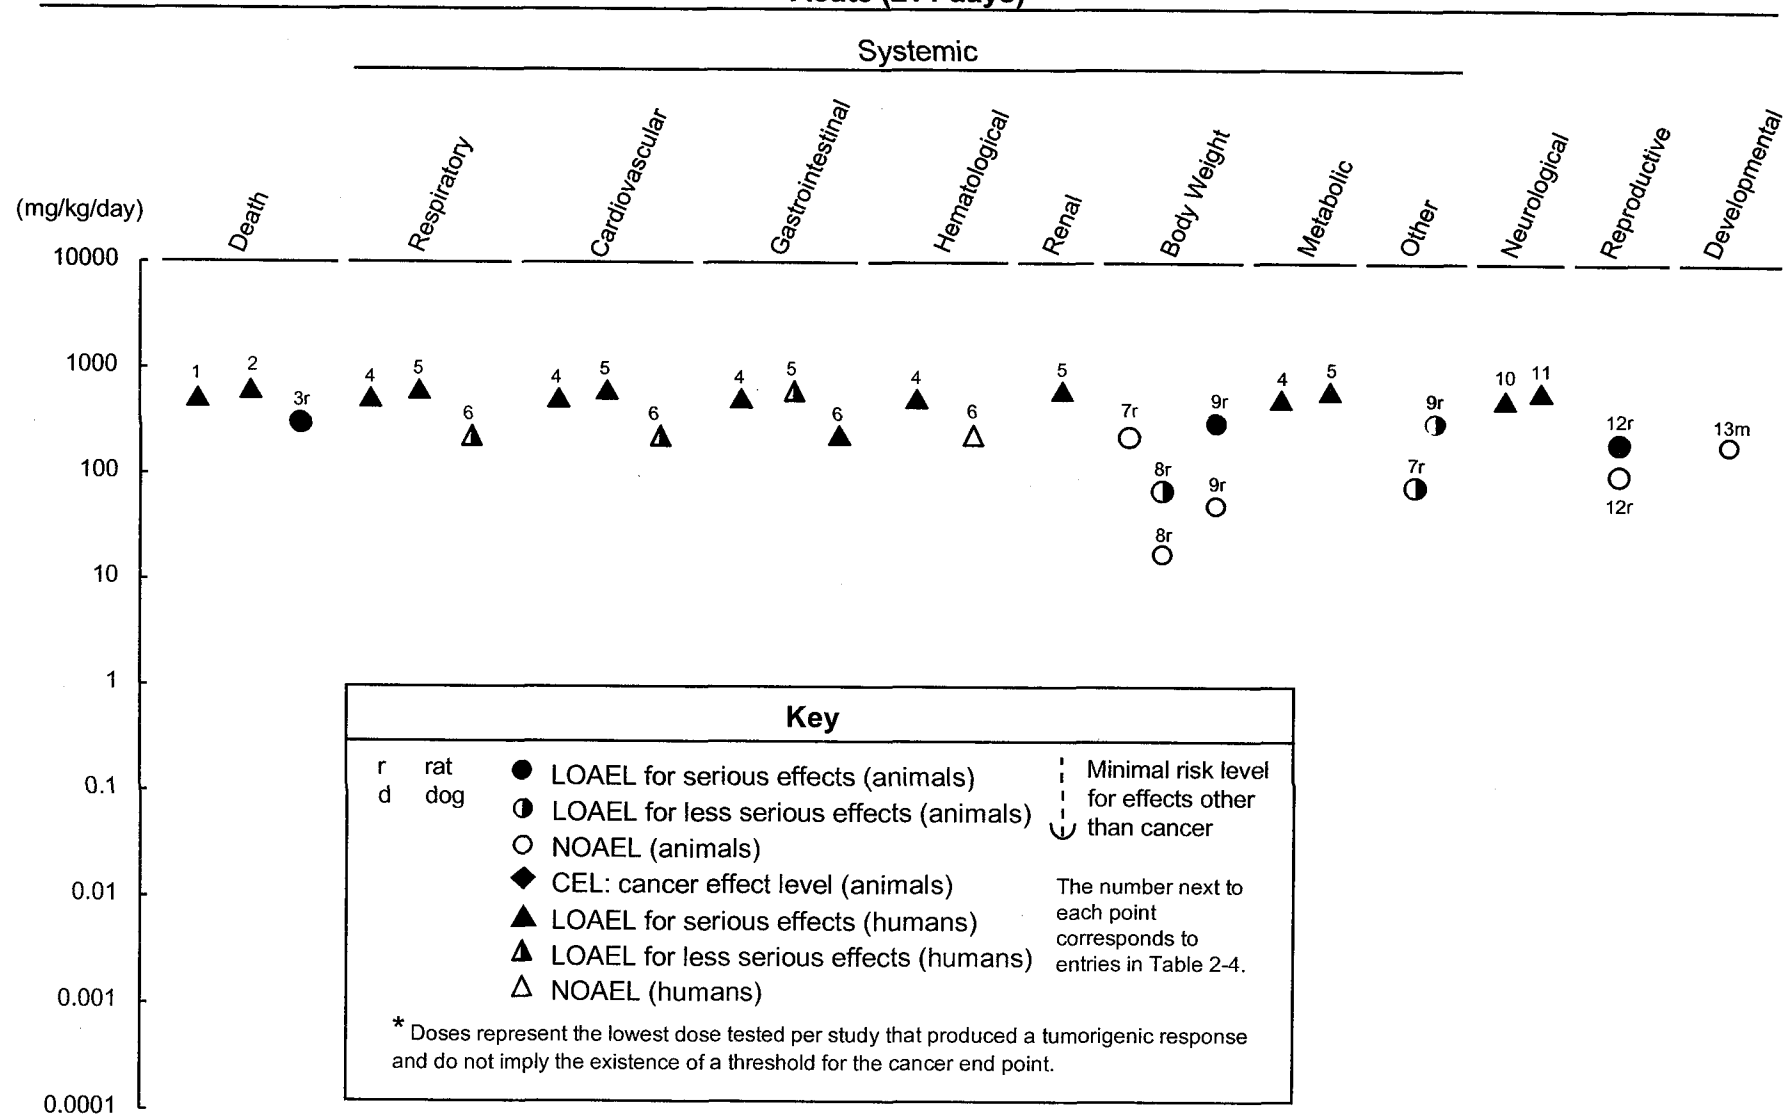 Acute (≤14 days)
Systemic
Death
Respiratory
Cardiovascular
Gastrointestinal
Hematological
Renal
Body Weight
Metabolic
Other
Neurological
Reproductive
Developmental
(mg/kg/day)
10000
1000
100
10
1
0.1
0.01
0.001
0.0001
1
2
3r
4
5
6
4
5
6
4
5
6
4
6
5
7r
8r
8r
9r
9r
4
5
9r
7r
10
11
12r
12r
13m
Key
r rat
d dog
LOAEL for serious effects (animals)
LOAEL for less serious effects (animals)
NOAEL (animals)
CEL: cancer effect level (animals)
LOAEL for serious effects (humans)
LOAEL for less serious effects (humans)
NOAEL (humans)
Minimal risk level
for effects other
than cancer
The number next to
each point
corresponds to
entries in Table 2-4.
* Doses represent the lowest dose tested per study that produced a tumorigenic response
and do not imply the existence of a threshold for the cancer end point.